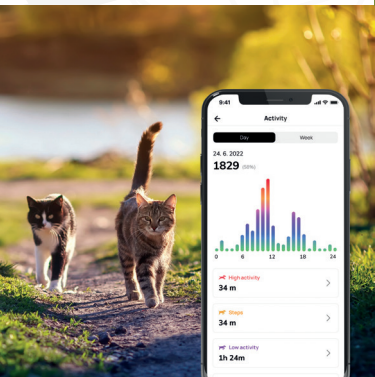 9:41
Activity
Day Week
24. 6. 2022
1829 (58%)
0 6 12 18 24
High activity
34 m
Steps
34 m
Low activity
1h 24m